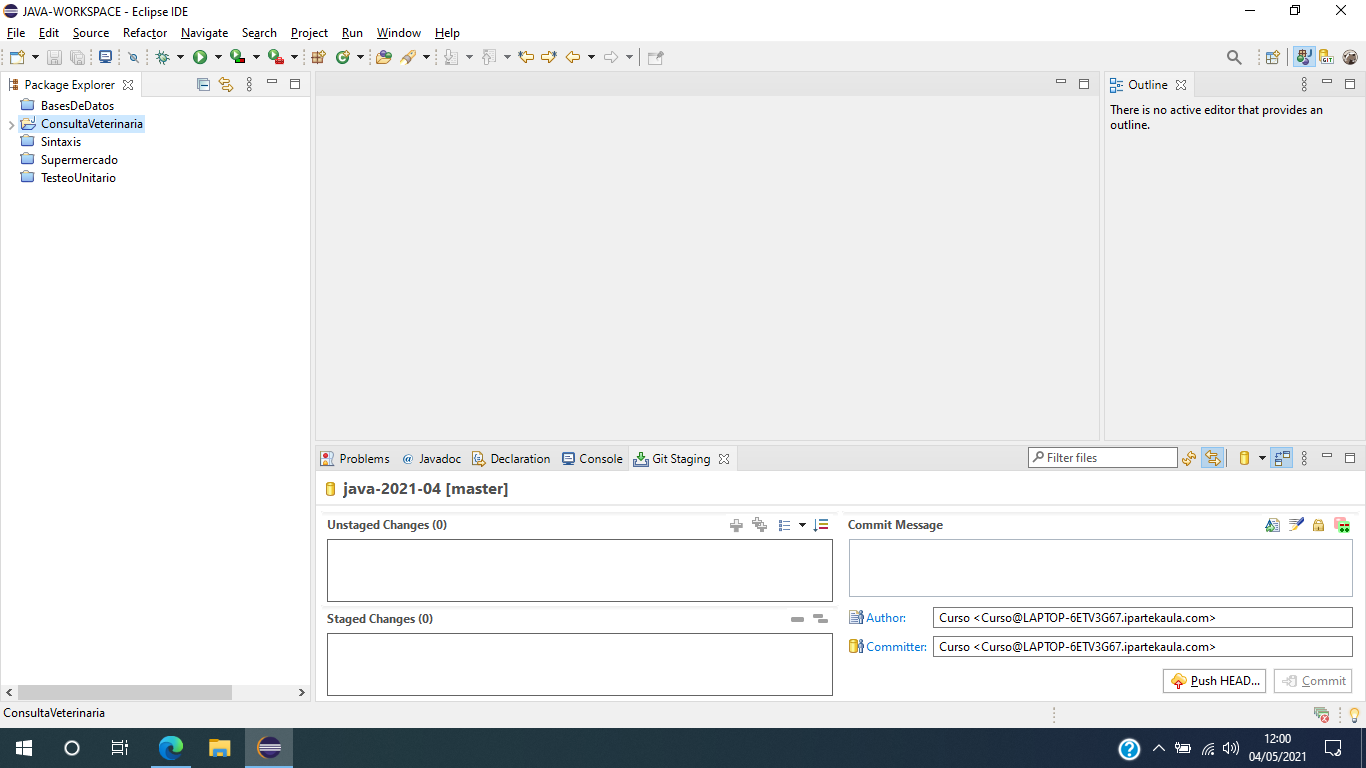 JAVA-WORKSPACE - Eclipse IDE
File Edit Source Refactor Navigate Search Project Run Window Help
Package Explorer
BasesDeDatos
ConsultaVeterinaria
Sintaxis
Supermercado
TesteoUnitario
Outline
There is no active editor that provides an
outline.
Problems @ Javadoc Declaration Console Git Staging
Filter files
java-2021-04 [master]
Unstaged Changes (0)
Staged Changes (0)
Commit Message
Author: Curso <Curso@LAPTOP-6ETV3G67.ipartekaula.com>
Committer: Curso <Curso@LAPTOP-6ETV3G67.ipartekaula.com>
Push HEAD... Commit
ConsultaVeterinaria
12:00
04/05/2021